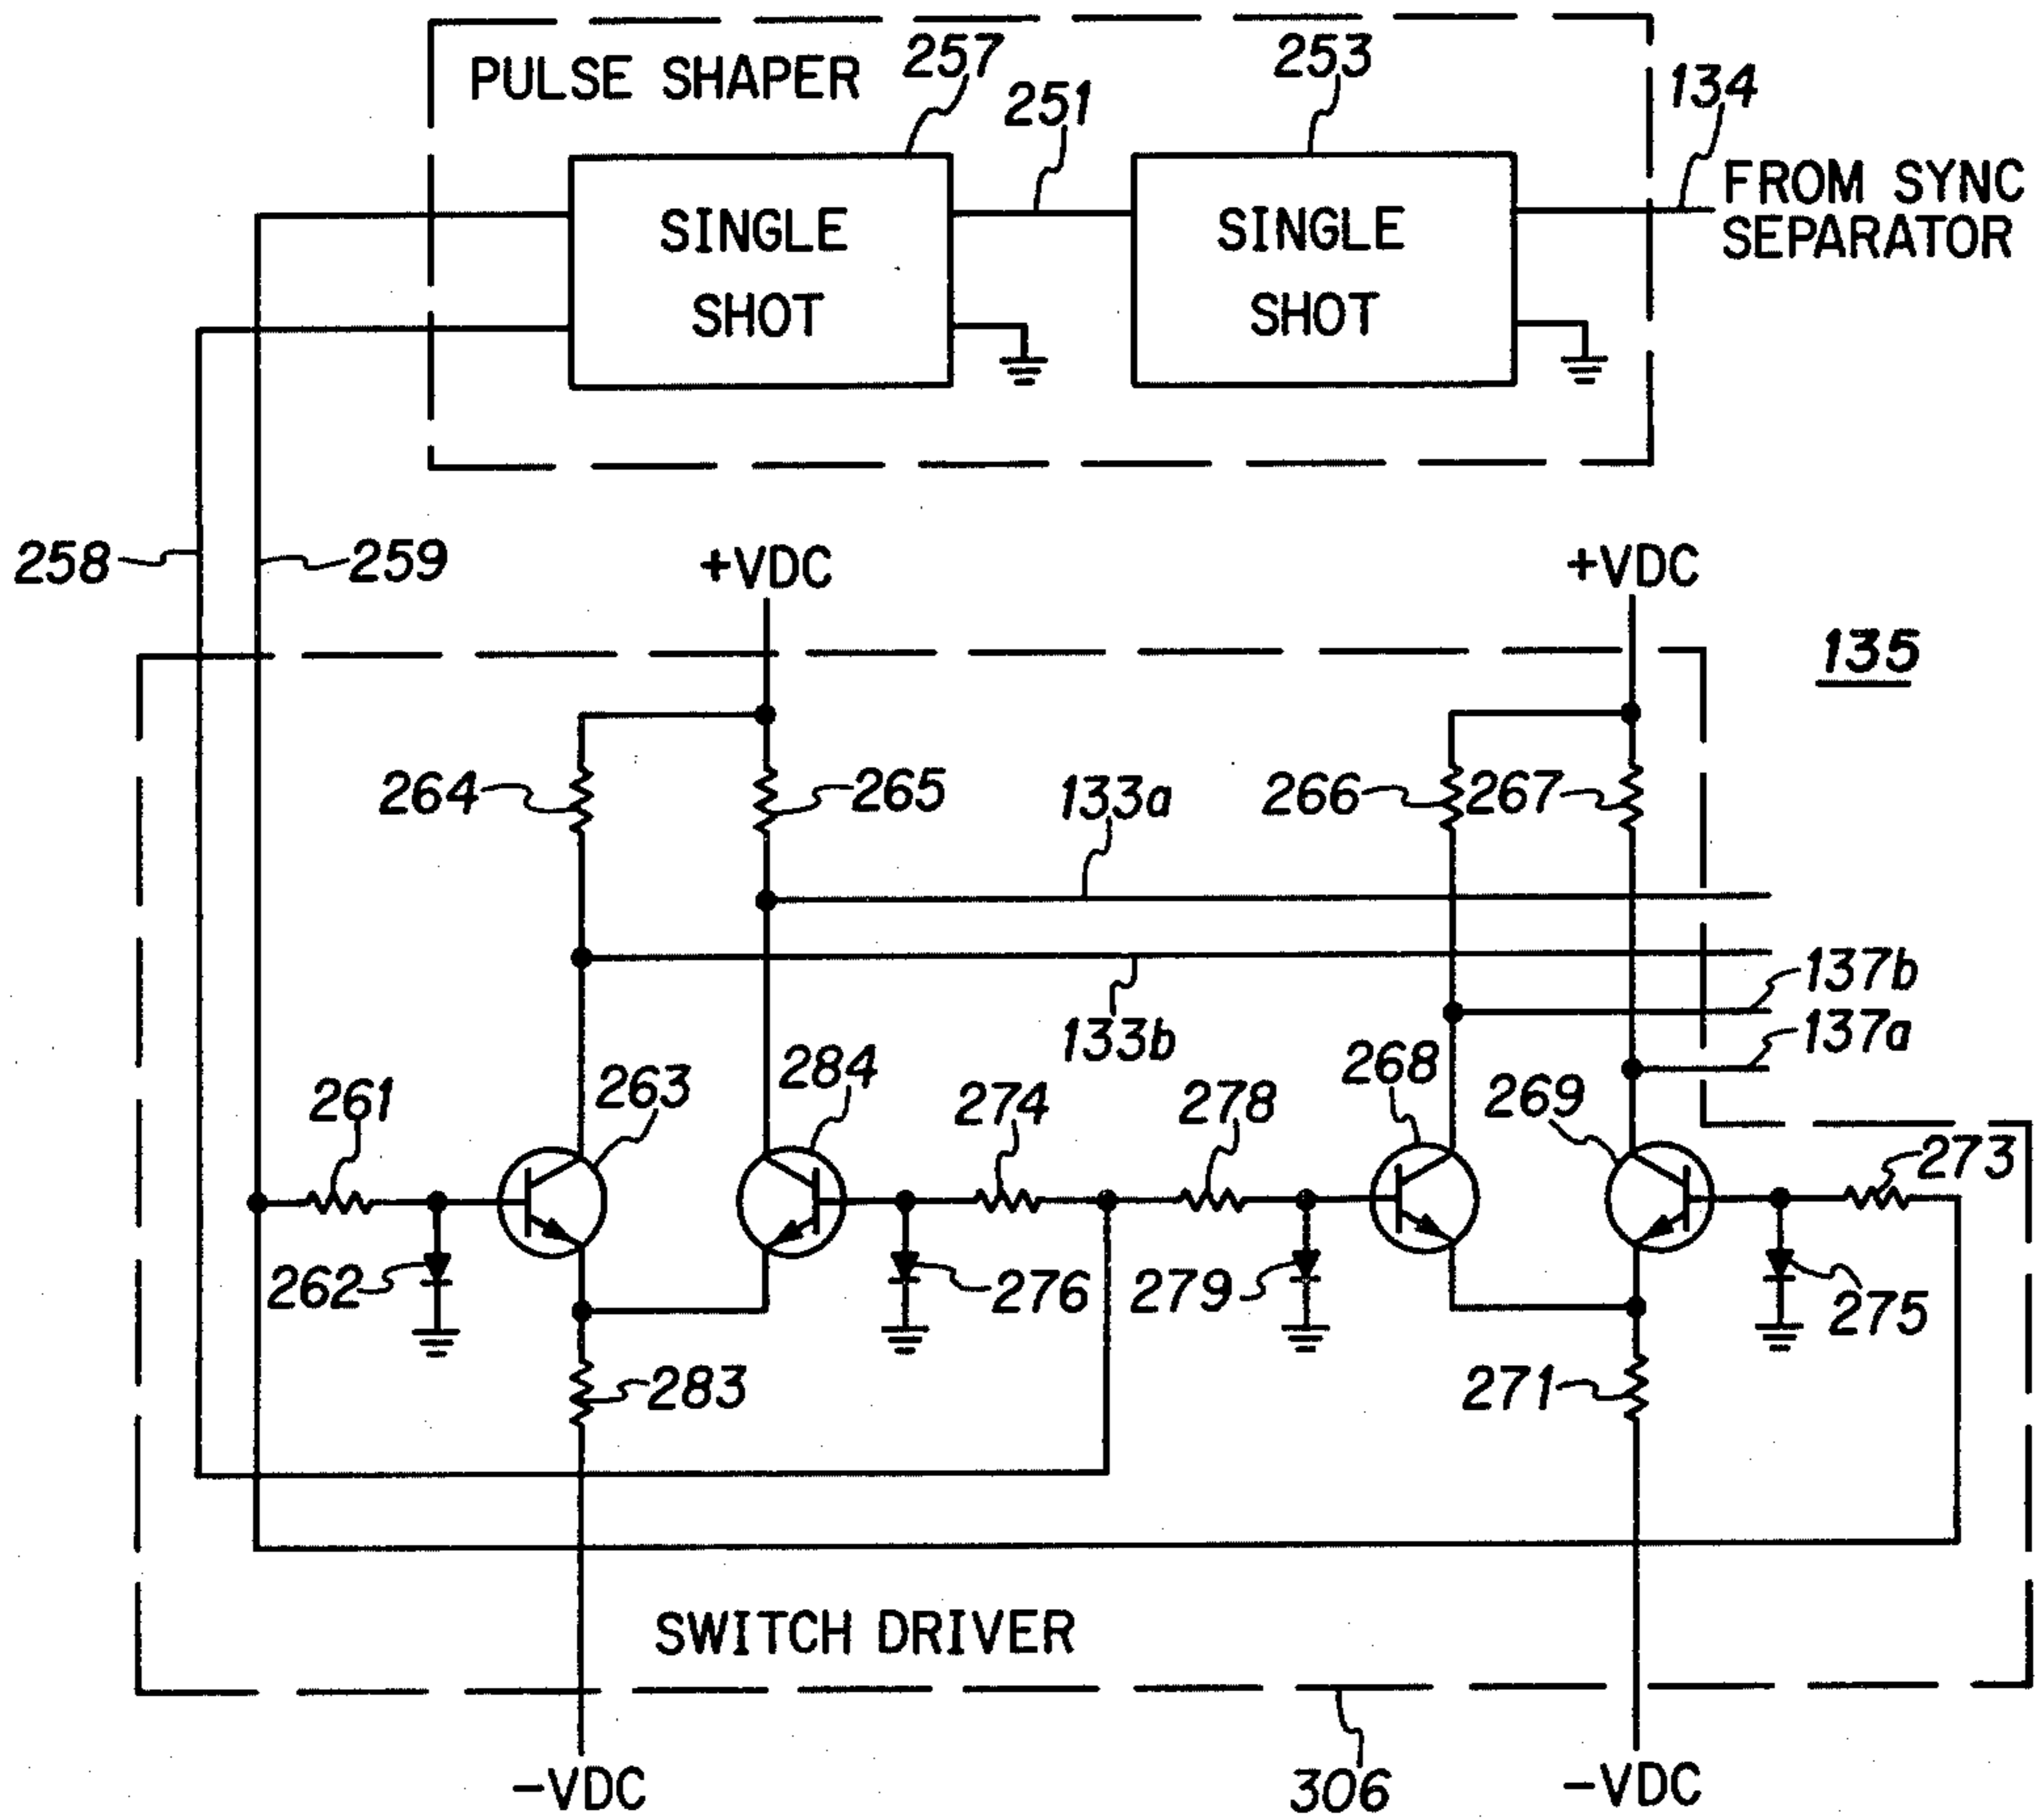 PULSE SHAPER
257
251
253
134
SINGLE
SHOT
SINGLE
SHOT
FROM SYNC
SEPARATOR
258
259
+VDC
+VDC
135
264
265
133a
266
267
133b
137b
137a
261
263
284
274
278
268
269
273
262
276
279
275
283
271
SWITCH DRIVER
-VDC
306
-VDC